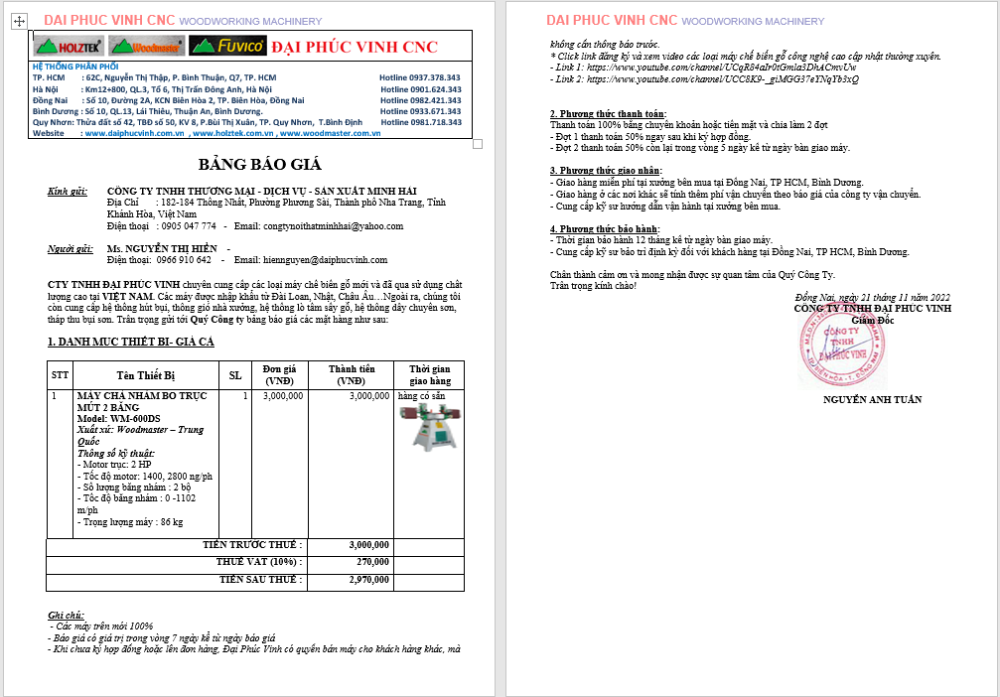 DAI PHUC VINH CNC WOODWORKING MACHINERY
HOLZTEK Woodmaster FUVICO ĐẠI PHÚC VINH CNC
HỆ THỐNG PHÂN PHỐI
TP. HCM : 62C, Nguyễn Thị Thập, P. Bình Thuận, Q7, TP. HCM Hotline 0937.378.343
Hà Nội : Km12+800, QL.3, Tổ 6, Thị Trấn Đông Anh, Hà Nội Hotline 0901.624.343
Đồng Nai : Số 10, Đường 2A, KCN Biên Hòa 2, TP. Biên Hòa, Đồng Nai Hotline 0982.421.343
Bình Dương : Số 10, QL.13, Lái Thiêu, Thuận An, Bình Dương. Hotline 0933.671.343
Quy Nhơn: Thửa đất số 42, TBĐ số 50, KV 8, P.Bùi Thị Xuân, TP. Quy Nhơn, T.Bình Định Hotline 0981.718.343
Website : www.daiphucvinh.com.vn , www.holztek.com.vn , www.woodmaster.com.vn
BẢNG BÁO GIÁ
Kính gửi: CÔNG TY TNHH THƯƠNG MẠI - DỊCH VỤ - SẢN XUẤT MINH HẢI
Địa Chỉ : 182-184 Thống Nhất, Phường Phương Sài, Thành phố Nha Trang, Tỉnh
Khánh Hòa, Việt Nam
Điện thoại : 0905 047 774 - Email: congtynoithatminhhai@yahoo.com
Người gửi: Ms. NGUYỄN THỊ HIỀN -
Điện thoại: 0966 910 642 - Email: hiennguyen@daiphucvinh.com
CTY TNHH ĐẠI PHÚC VINH chuyên cung cấp các loại máy chế biến gỗ mới và đã qua sử dụng chất
lượng cao tại VIỆT NAM. Các máy được nhập khẩu từ Đài Loan, Nhật, Châu Âu…Ngoài ra, chúng tôi
còn cung cấp hệ thống hút bụi, thông gió nhà xưởng, hệ thống lò tẩm sấy gỗ, hệ thống dây chuyền sơn,
tháp thu bụi sơn. Trân trọng gửi tới Quý Công ty bảng báo giá các mặt hàng như sau:
1. DANH MỤC THIẾT BỊ- GIÁ CẢ
STT Tên Thiết Bị SL Đơn giá (VNĐ) Thành tiền (VNĐ) Thời gian giao hàng
1 MÁY CHÀ NHÁM BO TRỤC 1 3,000,000 3,000,000 hàng có sẵn
MÚT 2 BĂNG
Model: WM-600DS
Xuất xứ: Woodmaster – Trung
Quốc
Thông số kỹ thuật:
- Motor trục: 2 HP
- Tốc độ motor: 1400, 2800 ng/ph
- Số lượng băng nhám : 2 bộ
- Tốc độ băng nhám : 0 -1102
m/ph
- Trọng lượng máy : 86 kg
TIỀN TRƯỚC THUẾ : 3,000,000
THUẾ VAT (10%) : 270,000
TIỀN SAU THUẾ : 2,970,000
Ghi chú:
- Các máy trên mới 100%
- Báo giá có giá trị trong vòng 7 ngày kể từ ngày báo giá
- Khi chưa ký hợp đồng hoặc lên đơn hàng, Đại Phúc Vinh có quyền bán máy cho khách hàng khác, mà
DAI PHUC VINH CNC WOODWORKING MACHINERY
không cần thông báo trước.
* Click link đăng ký và xem video các loại máy chế biến gỗ công nghệ cao cập nhật thường xuyên.
- Link 1: https://www.youtube.com/channel/UCqR84aIr0tGmla3DhACmvUw
- Link 2: https://www.youtube.com/channel/UCC8K9-_giMGG37eYNqYb3xQ
2. Phương thức thanh toán:
Thanh toán 100% bằng chuyển khoản hoặc tiền mặt và chia làm 2 đợt
- Đợt 1 thanh toán 50% ngay sau khi ký hợp đồng.
- Đợt 2 thanh toán 50% còn lại trong vòng 5 ngày kể từ ngày bàn giao máy.
3. Phương thức giao nhận:
- Giao hàng miễn phí tại xưởng bên mua tại Đồng Nai, TP HCM, Bình Dương.
- Giao hàng ở các nơi khác sẽ tính thêm phí vận chuyển theo báo giá của công ty vận chuyển.
- Cung cấp kỹ sư hướng dẫn vận hành tại xưởng bên mua.
4. Phương thức bảo hành:
- Thời gian bảo hành 12 tháng kể từ ngày bàn giao máy.
- Cung cấp kỹ sư bảo trì định kỳ đối với khách hàng tại Đồng Nai, TP HCM, Bình Dương.
Chân thành cảm ơn và mong nhận được sự quan tâm của Quý Công Ty.
Trân trọng kính chào!
Đồng Nai, ngày 21 tháng 11 năm 2022
CÔNG TY TNHH ĐẠI PHÚC VINH
Giám Đốc
CÔNG TY
TNHH
ĐẠI PHÚC VINH
NGUYỄN ANH TUẤN